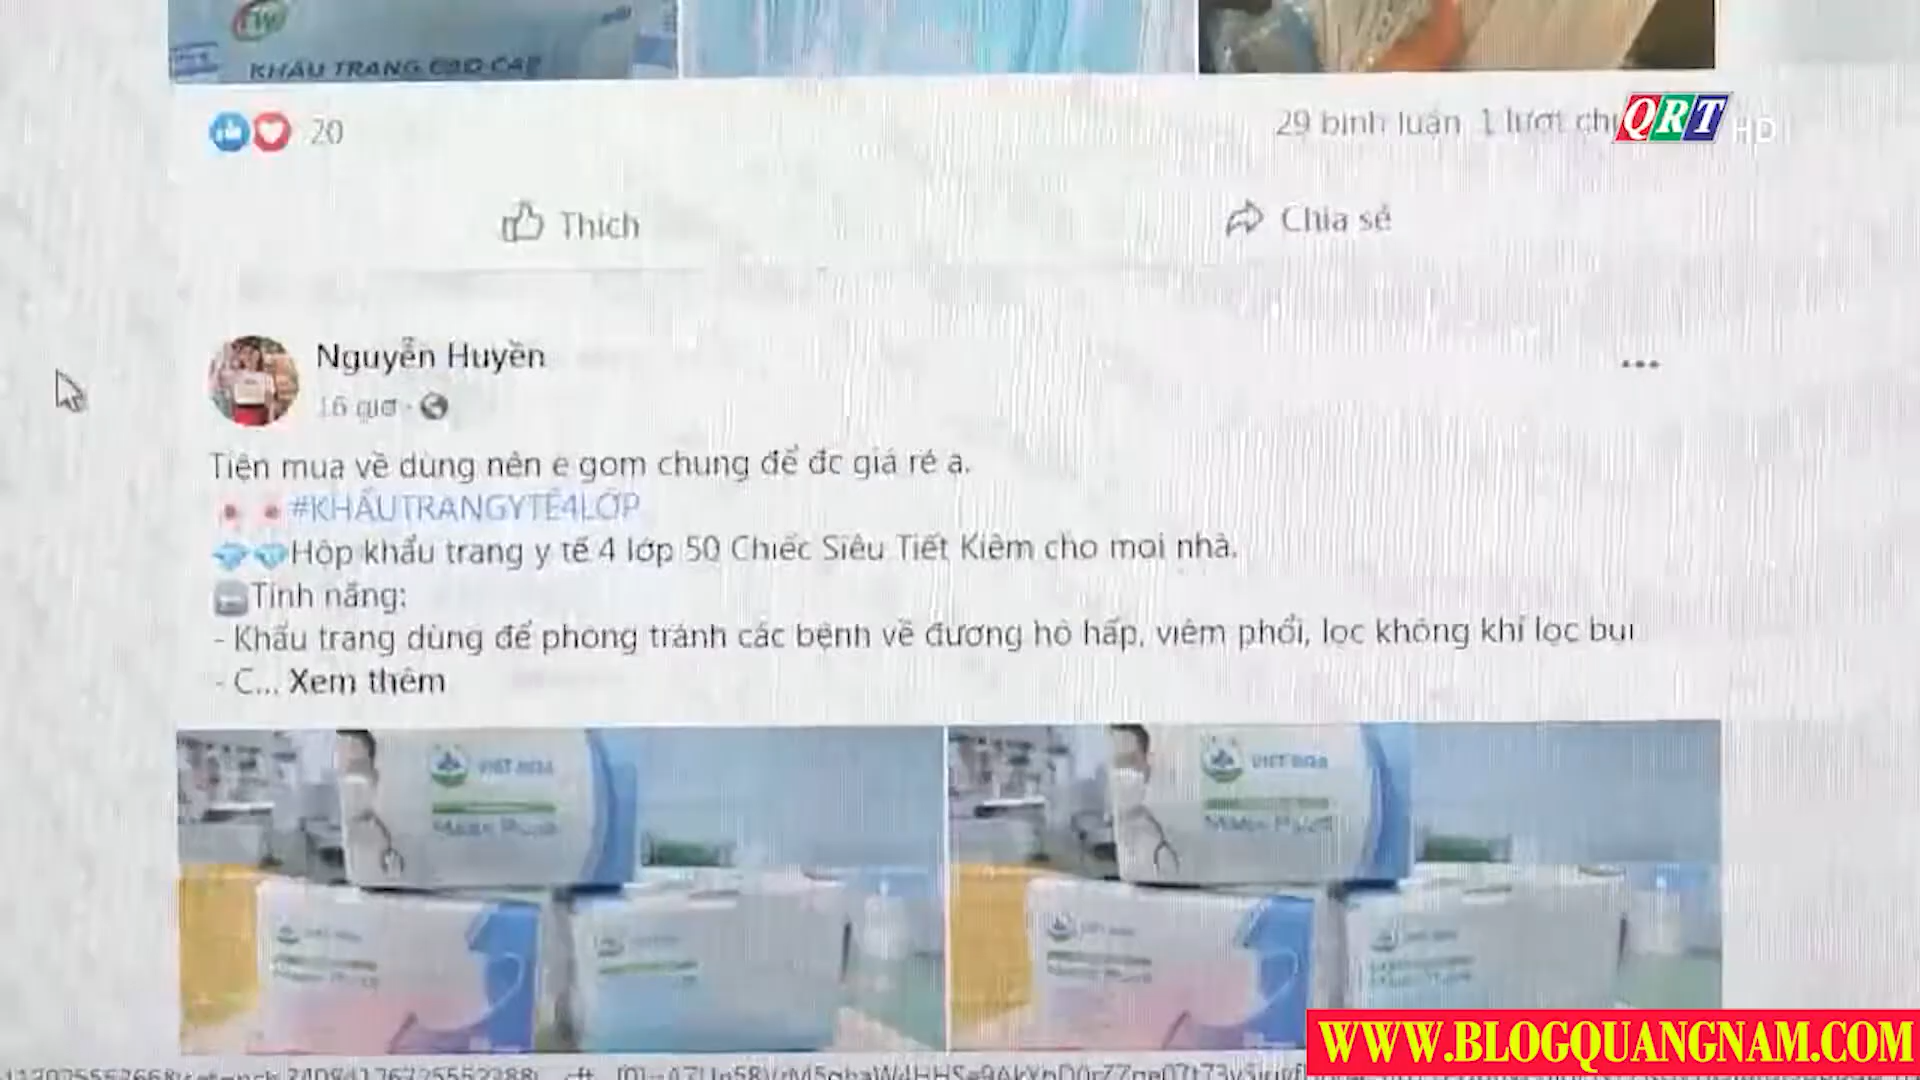 KHẨU TRANG CAO CẤP
20
29 bình luận 1 lượt
QRT HD
Thích
Chia sẻ
Nguyễn Huyền
16 giờ
Tiện mua về dùng nên e gom chung để đc giá rẻ ạ.
#KHẨUTRANGYTẾ4LỚP
Hộp khẩu trang y tế 4 lớp 50 Chiếc Siêu Tiết Kiệm cho mọi nhà.
Tính năng:
- Khẩu trang dùng để phòng tránh các bệnh về đường hô hấp, viêm phổi, lọc không khí lọc bụi
- C... Xem thêm
WWW.BLOGQUANGNAM.COM